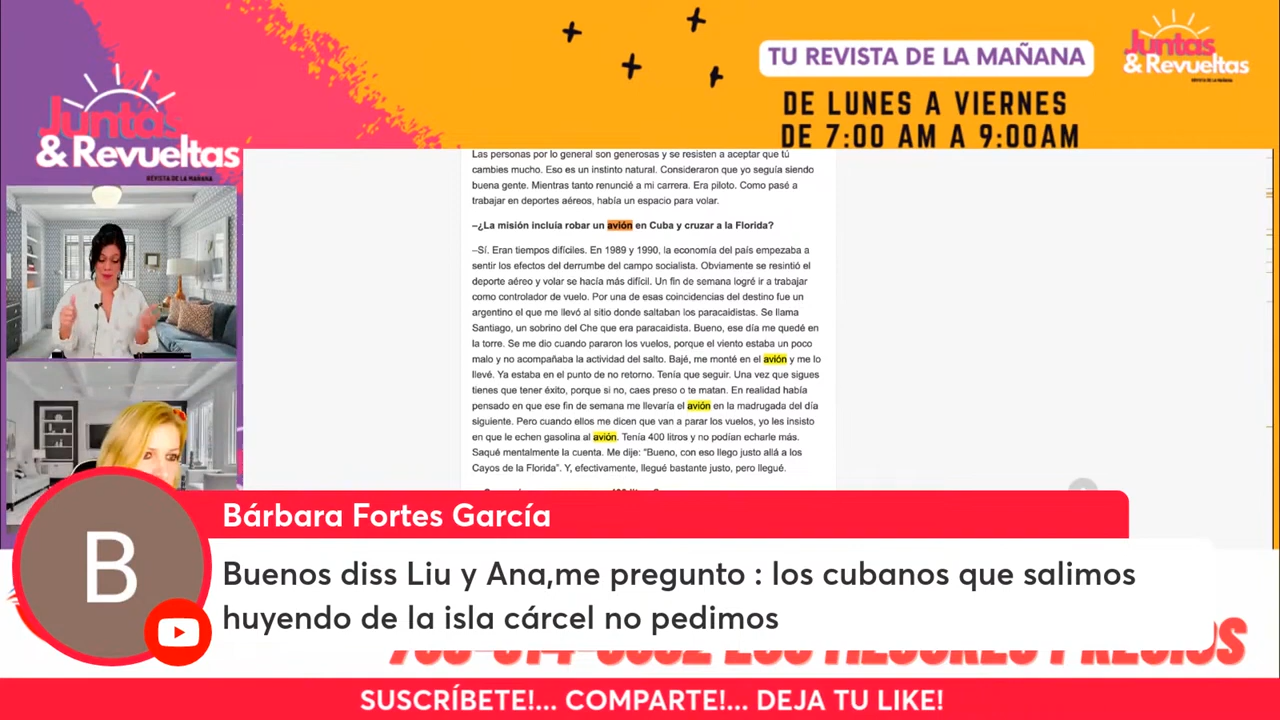 TU REVISTA DE LA MAÑANA
Juntas
& Revueltas
REVISTA DE LA MAÑANA
DE LUNES A VIERNES
DE 7:00 AM A 9:00AM
Juntas
& Revueltas
REVISTA DE LA MAÑANA
Las personas por lo general son generosas y se resisten a aceptar que tú
cambies mucho. Eso es un instinto natural. Consideraron que yo seguía siendo
buena gente. Mientras tanto renuncié a mi carrera. Era piloto. Como pasé a
trabajar en deportes aéreos, había un espacio para volar.
–¿La misión incluía robar un avión en Cuba y cruzar a la Florida?
–Sí. Eran tiempos difíciles. En 1989 y 1990, la economía del país empezaba a
sentir los efectos del derrumbe del campo socialista. Obviamente se resintió el
deporte aéreo y volar se hacía más difícil. Un fin de semana logré ir a trabajar
como controlador de vuelo. Por una de esas coincidencias del destino fue un
argentino el que me llevó al sitio donde saltaban los paracaidistas. Se llama
Santiago, un sobrino del Che que era paracaidista. Bueno, ese día me quedé en
la torre. Se me dio cuando pararon los vuelos, porque el viento estaba un poco
malo y no acompañaba la actividad del salto. Bajé, me monté en el avión y me lo
llevé. Ya estaba en el punto de no retorno. Tenía que seguir. Una vez que sigues
tienes que tener éxito, porque si no, caes preso o te matan. En realidad había
pensado en que ese fin de semana me llevaría el avión en la madrugada del día
siguiente. Pero cuando ellos me dicen que van a parar los vuelos, yo les insisto
en que le echen gasolina al avión. Tenía 400 litros y no podían echarle más.
Saqué mentalmente la cuenta. Me dije: “Bueno, con eso llego justo allá a los
Cayos de la Florida”. Y, efectivamente, llegué bastante justo, pero llegué.
B
Bárbara Fortes García
Buenos diss Liu y Ana,me pregunto : los cubanos que salimos
huyendo de la isla cárcel no pedimos
LOS MEJORES PRECIOS
SUSCRÍBETE!... COMPARTE!... DEJA TU LIKE!